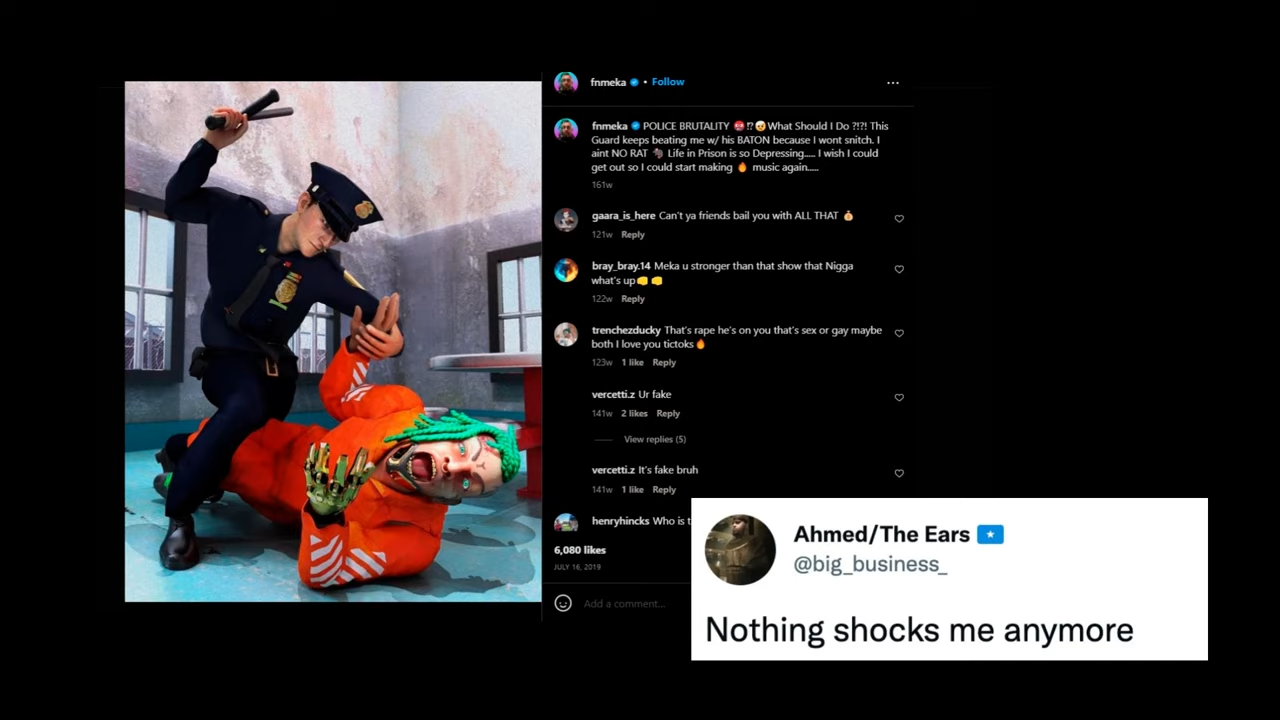 fnmeka • Follow
fnmeka POLICE BRUTALITY 🤬⁉️🤕What Should I Do ?!?! This
Guard keeps beating me w/ his BATON because I wont snitch. I
aint NO RAT 🐀 Life in Prison is so Depressing..... I wish I could
get out so I could start making 🔥 music again.....
161w
gaara_is_here Can't ya friends bail you with ALL THAT 💰
121w Reply
bray_bray.14 Meka u stronger than that show that Nigga
what's up👊👊
122w Reply
trenchezducky That's rape he's on you that's sex or gay maybe
both I love you tictoks🔥
123w 1 like Reply
vercetti.z Ur fake
141w 2 likes Reply
View replies (5)
vercetti.z It's fake bruh
141w 1 like Reply
henryhincks Who is
6,080 likes
JULY 16, 2019
Add a comment...
Ahmed/The Ears
@big_business_
Nothing shocks me anymore